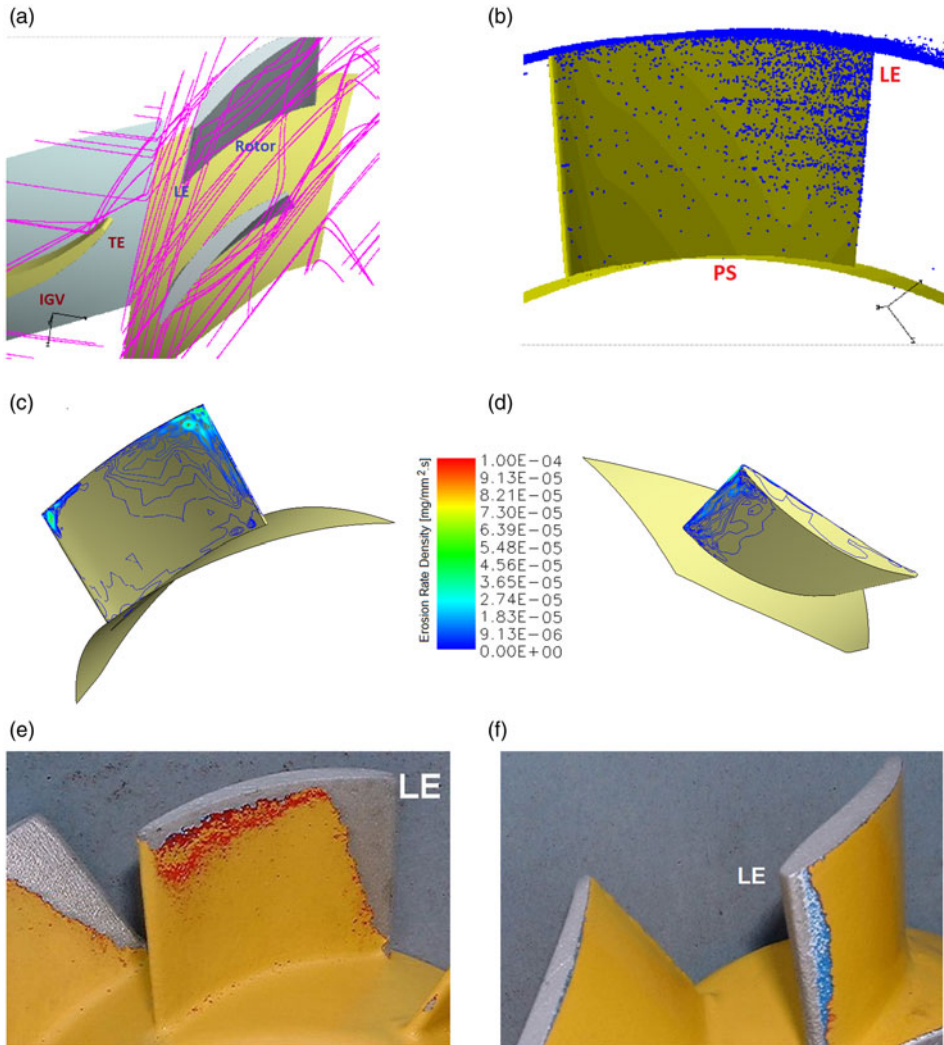 (a)
Rotor
LE
TE
IGV
(b)
LE
PS
(c)
(d)
Erosion Rate Density [mg/mm².s]
1.00E-04
9.13E-05
8.21E-05
7.30E-05
6.39E-05
5.48E-05
4.56E-05
3.65E-05
2.74E-05
1.83E-05
9.13E-06
0.00E+00
(e)
LE
(f)
LE